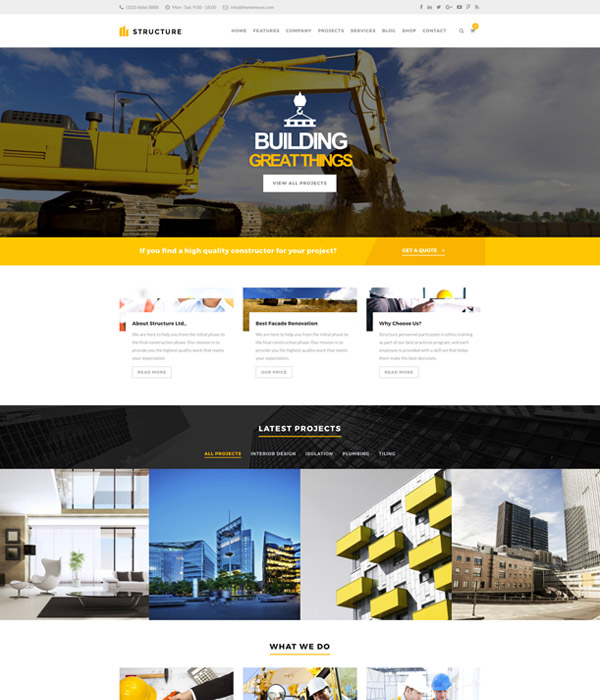 (202) 6666 8888 Mon - Sat: 9:00 - 18:00 info@thememove.com
STRUCTURE HOME FEATURES COMPANY PROJECTS SERVICES BLOG SHOP CONTACT
BUILDING
GREAT THINGS
VIEW ALL PROJECTS
If you find a high quality constructor for your project? GET A QUOTE >
About Structure Ltd.,
We are here to help you from the initial phase to
the final construction phase. Our mission is to
provide you the highest quality work that meets
your expectation
READ MORE
Best Facade Renovation
We are here to help you from the initial phase to
the final construction phase. Our mission is to
provide you the highest quality work that meets
your expectation.
OUR PRICE
Why Choose Us?
Structure personnel participate in ethics training
as part of our best practices program, and each
employee is provided with a skill set that helps
them make the best decisions.
READ MORE
LATEST PROJECTS
ALL PROJECTS INTERIOR DESIGN ISOLATION PLUMBING TILING
WHAT WE DO